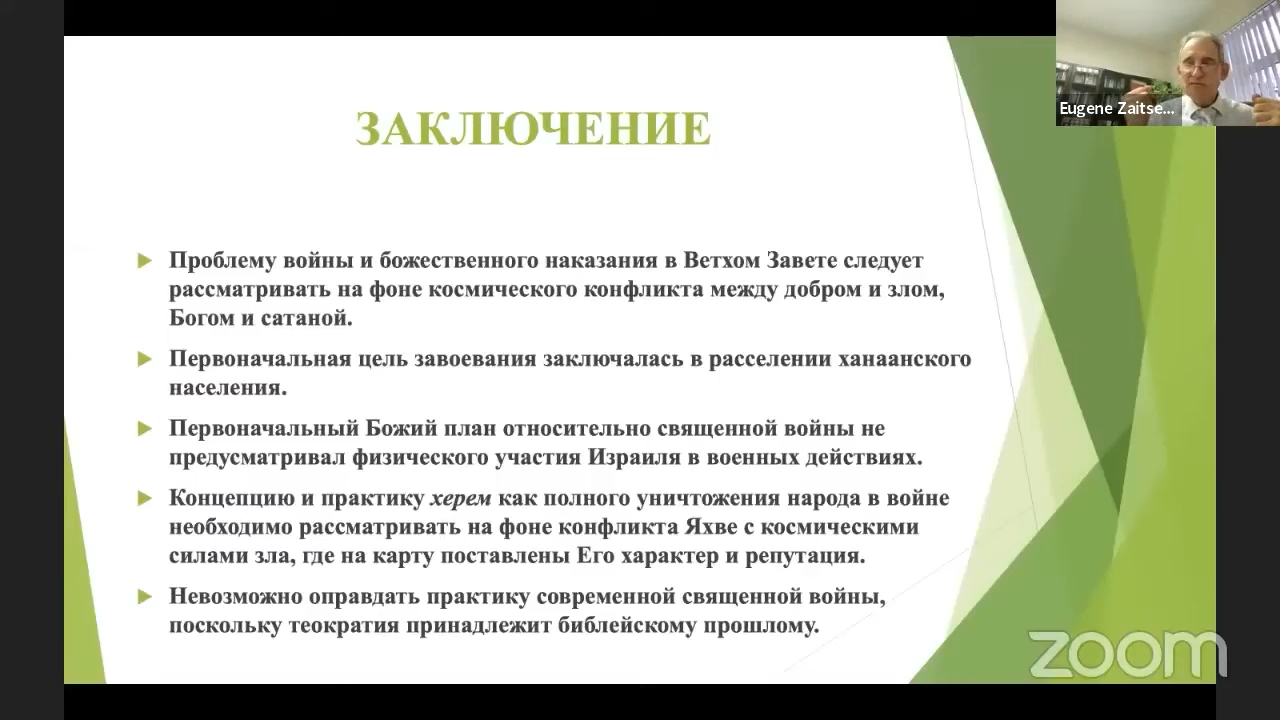 Eugene Zaitse...
ЗАКЛЮЧЕНИЕ
Проблему войны и божественного наказания в Ветхом Завете следует
рассматривать на фоне космического конфликта между добром и злом,
Богом и сатаной.
Первоначальная цель завоевания заключалась в расселении ханаанского
населения.
Первоначальный Божий план относительно священной войны не
предусматривал физического участия Израиля в военных действиях.
Концепцию и практику херем как полного уничтожения народа в войне
необходимо рассматривать на фоне конфликта Яхве с космическими
силами зла, где на карту поставлены Его характер и репутация.
Невозможно оправдать практику современной священной войны,
поскольку теократия принадлежит библейскому прошлому.
zoom